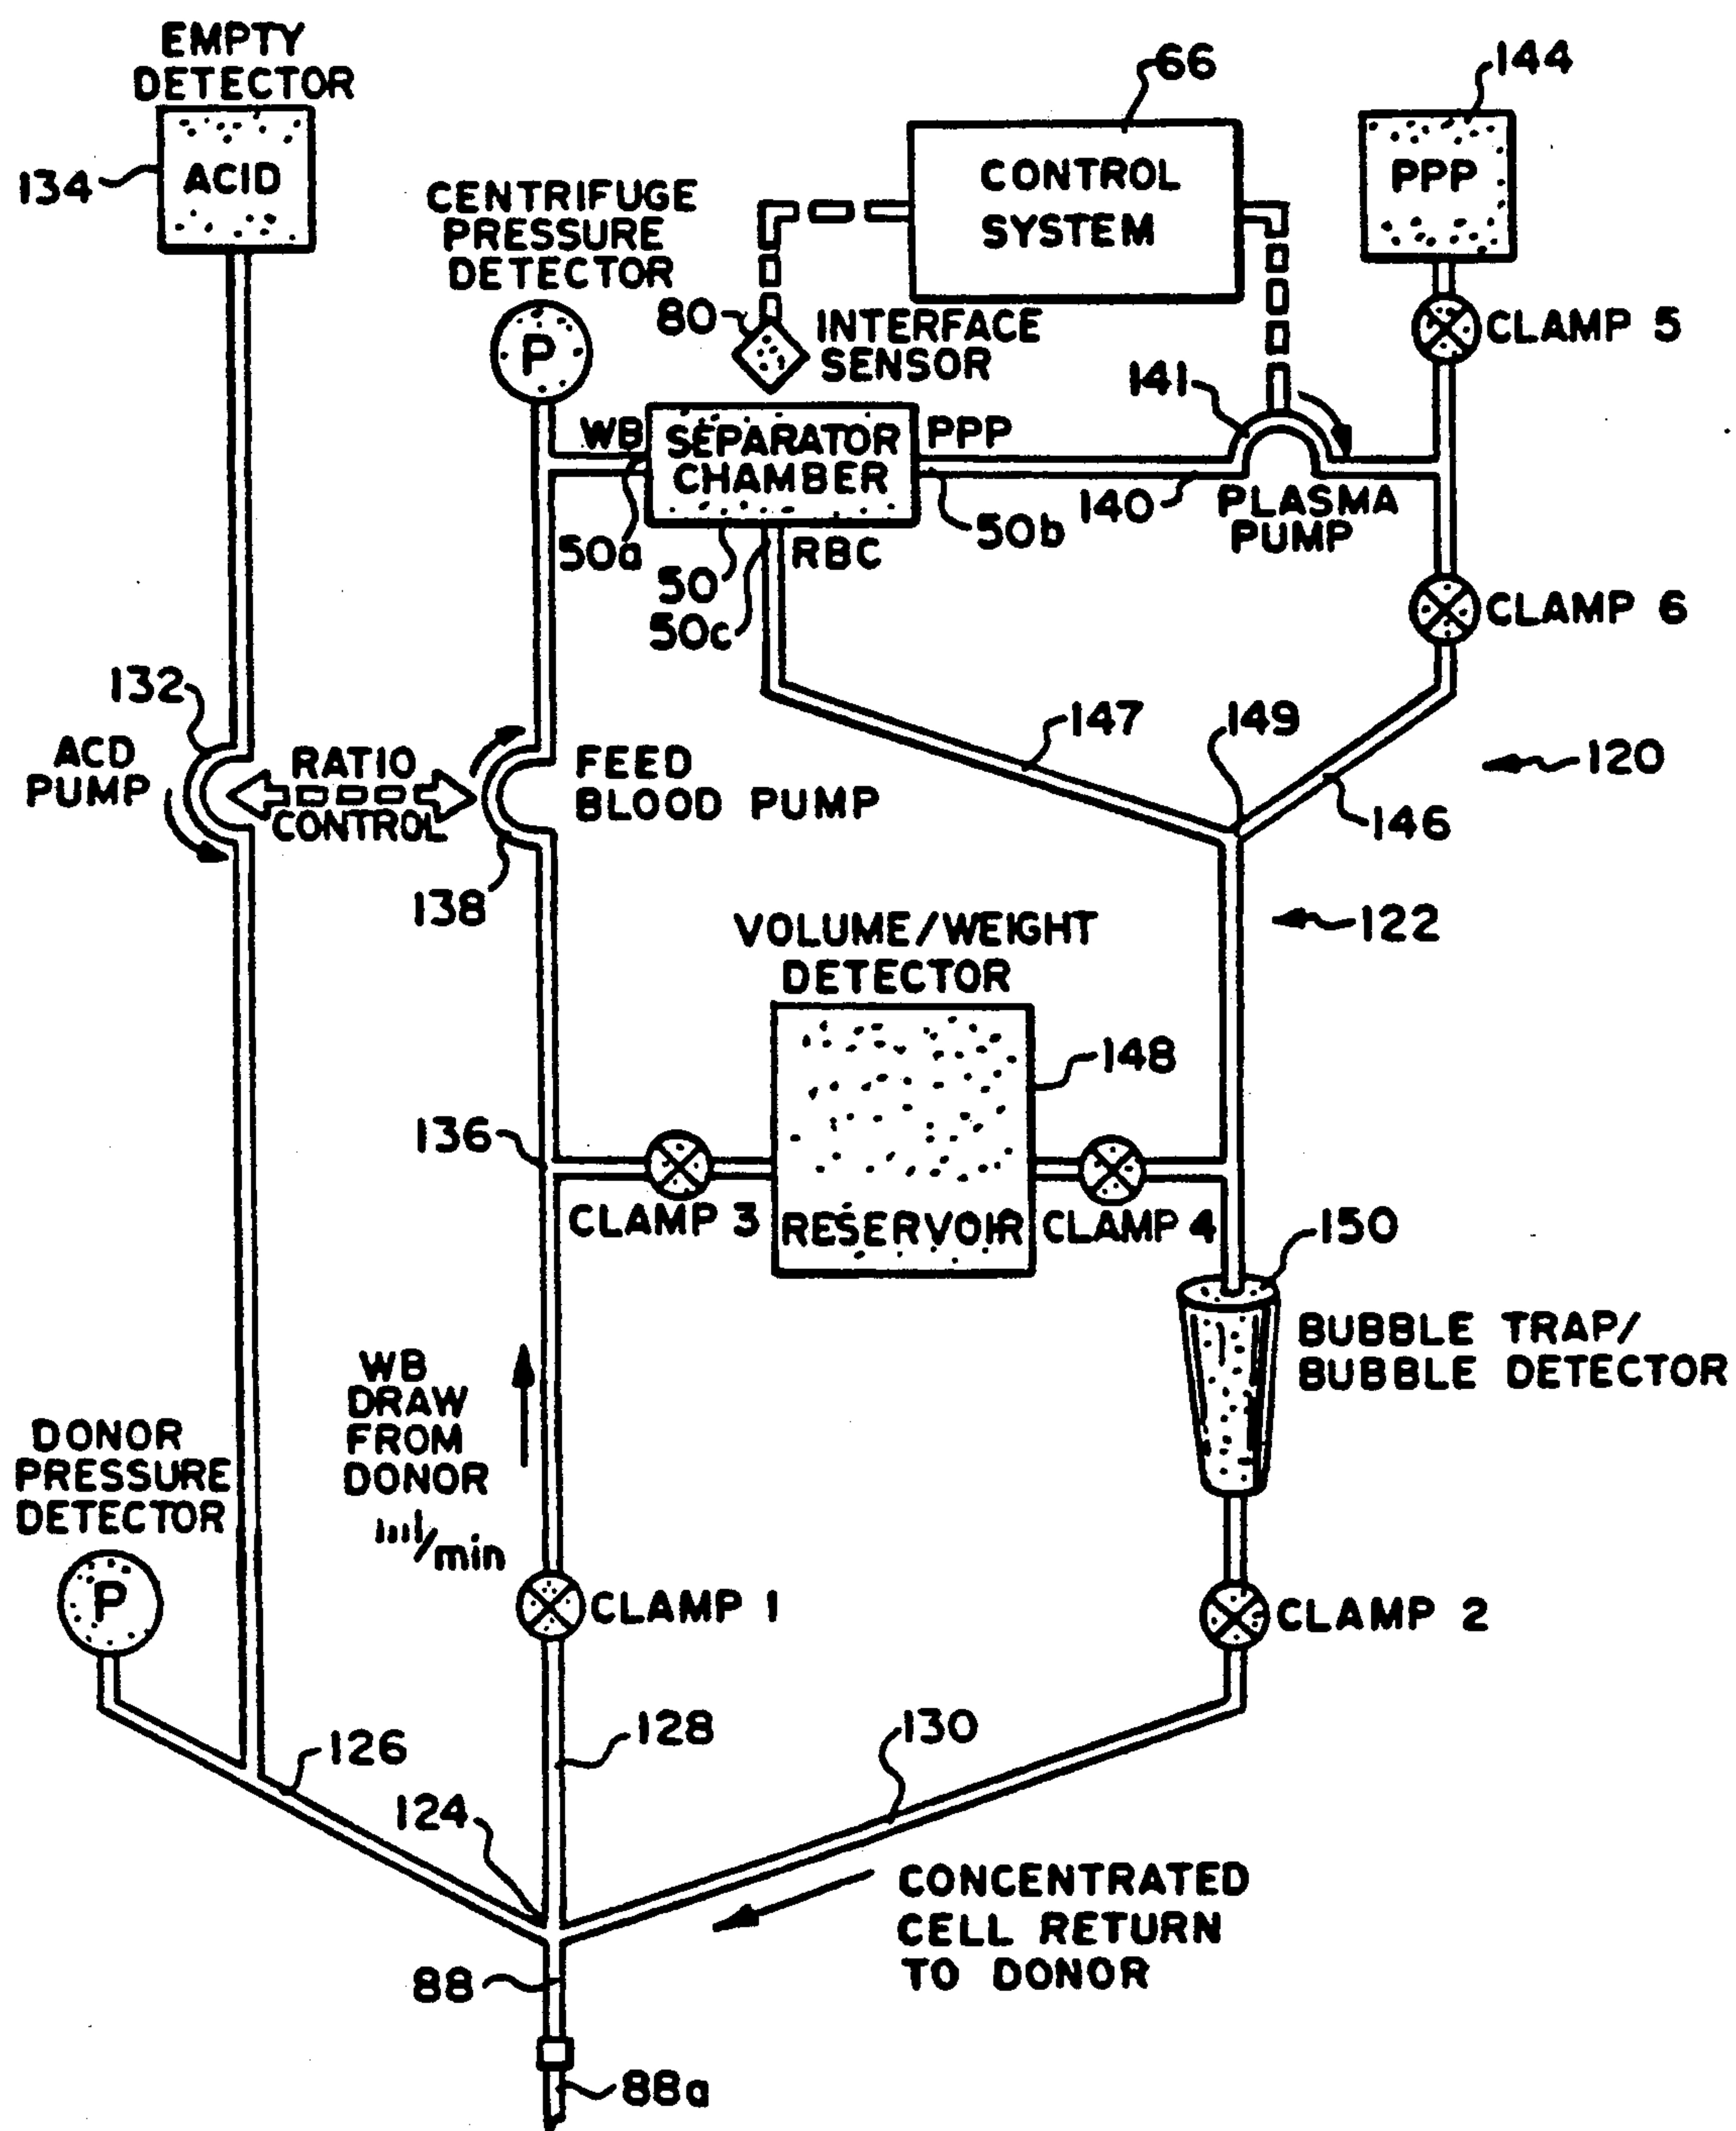 EMPTY
DETECTOR
ACID
134
66
CONTROL
SYSTEM
144
PPP
CLAMP 5
CENTRIFUGE
PRESSURE
DETECTOR
P
80
INTERFACE
SENSOR
141
WB
SEPARATOR
CHAMBER
PPP
50a
50
50c
RBC
50b
140
PLASMA
PUMP
CLAMP 6
132
ACD
PUMP
RATIO
CONTROL
FEED
BLOOD PUMP
138
147
149
120
146
122
VOLUME/WEIGHT
DETECTOR
148
136
CLAMP 3
RESERVOIR
CLAMP 4
150
BUBBLE TRAP/
BUBBLE DETECTOR
WB
DRAW
FROM
DONOR
ml/min
DONOR
PRESSURE
DETECTOR
P
CLAMP 1
CLAMP 2
126
128
130
124
CONCENTRATED
CELL RETURN
TO DONOR
88
88a